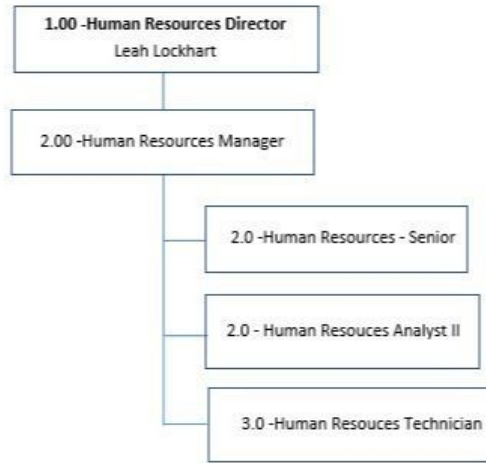 1.00 -Human Resources Director
Leah Lockhart
2.00 -Human Resources Manager
2.0 -Human Resources - Senior
2.0 - Human Resouces Analyst II
3.0 -Human Resouces Technician